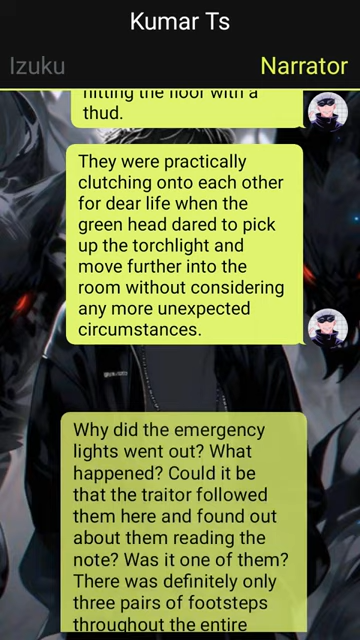 Kumar Ts
Izuku
Narrator
hitting the floor with a
thud.
They were practically
clutching onto each other
for dear life when the
green head dared to pick
up the torchlight and
move further into the
room without considering
any more unexpected
circumstances.
Why did the emergency
lights went out? What
happened? Could it be
that the traitor followed
them here and found out
about them reading the
note? Was it one of them?
There was definitely only
three pairs of footsteps
throughout the entire